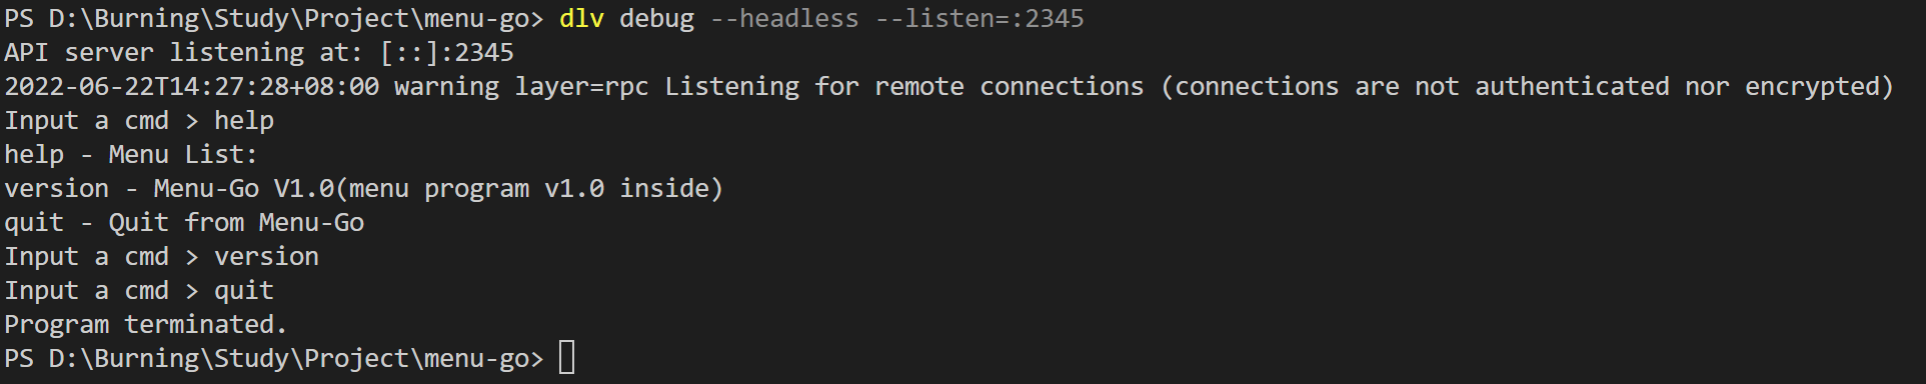 PS D:\Burning\Study\Project\menu-go> dlv debug --headless --listen=:2345
API server listening at: [::]:2345
2022-06-22T14:27:28+08:00 warning layer=rpc Listening for remote connections (connections are not authenticated nor encrypted)
Input a cmd > help
help - Menu List:
version - Menu-Go V1.0(menu program v1.0 inside)
quit - Quit from Menu-Go
Input a cmd > version
Input a cmd > quit
Program terminated.
PS D:\Burning\Study\Project\menu-go>